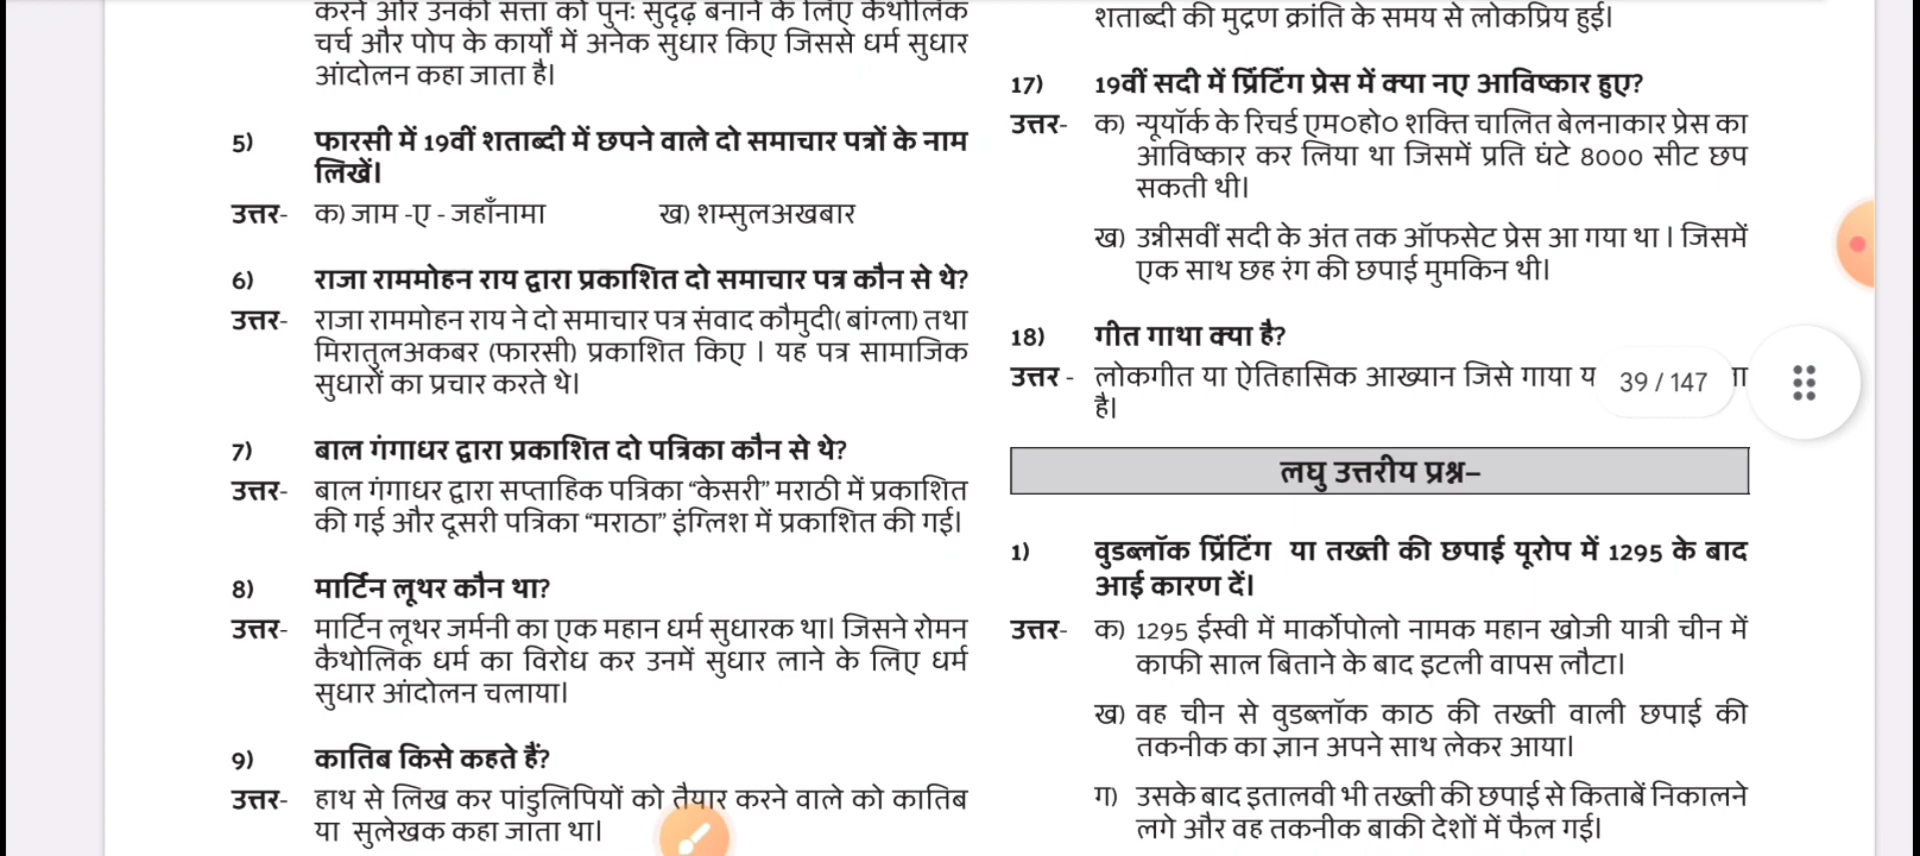 करने और उनकी सत्ता को पुनः सुदृढ़ बनाने के लिए कैथोलिक
चर्च और पोप के कार्यों में अनेक सुधार किए जिससे धर्म सुधार
आंदोलन कहा जाता है।
5) फारसी में 19वीं शताब्दी में छपने वाले दो समाचार पत्रों के नाम
लिखें।
उत्तर- क) जाम -ए - जहाँनामा ख) शम्सुलअखबार
6) राजा राममोहन राय द्वारा प्रकाशित दो समाचार पत्र कौन से थे?
उत्तर- राजा राममोहन राय ने दो समाचार पत्र संवाद कौमुदी( बांग्ला) तथा
मिरातुलअकबर (फारसी) प्रकाशित किए । यह पत्र सामाजिक
सुधारों का प्रचार करते थे।
7) बाल गंगाधर द्वारा प्रकाशित दो पत्रिका कौन से थे?
उत्तर- बाल गंगाधर द्वारा सप्ताहिक पत्रिका “केसरी” मराठी में प्रकाशित
की गई और दूसरी पत्रिका “मराठा” इंग्लिश में प्रकाशित की गई।
8) मार्टिन लूथर कौन था?
उत्तर- मार्टिन लूथर जर्मनी का एक महान धर्म सुधारक था। जिसने रोमन
कैथोलिक धर्म का विरोध कर उनमें सुधार लाने के लिए धर्म
सुधार आंदोलन चलाया।
9) कातिब किसे कहते हैं?
उत्तर- हाथ से लिख कर पांडुलिपियों को तैयार करने वाले को कातिब
या सुलेखक कहा जाता था।
शताब्दी की मुद्रण क्रांति के समय से लोकप्रिय हुई।
17) 19वीं सदी में प्रिंटिंग प्रेस में क्या नए आविष्कार हुए?
उत्तर- क) न्यूयॉर्क के रिचर्ड एम०हो० शक्ति चालित बेलनाकार प्रेस का
आविष्कार कर लिया था जिसमें प्रति घंटे 8000 सीट छप
सकती थी।
ख) उन्नीसवीं सदी के अंत तक ऑफसेट प्रेस आ गया था । जिसमें
एक साथ छह रंग की छपाई मुमकिन थी।
18) गीत गाथा क्या है?
उत्तर - लोकगीत या ऐतिहासिक आख्यान जिसे गाया
है।
39 / 147
लघु उत्तरीय प्रश्न–
1) वुडब्लॉक प्रिंटिंग या तख्ती की छपाई यूरोप में 1295 के बाद
आई कारण दें।
उत्तर- क) 1295 ईस्वी में मार्कोपोलो नामक महान खोजी यात्री चीन में
काफी साल बिताने के बाद इटली वापस लौटा।
ख) वह चीन से वुडब्लॉक काठ की तख्ती वाली छपाई की
तकनीक का ज्ञान अपने साथ लेकर आया।
ग) उसके बाद इतालवी भी तख्ती की छपाई से किताबें निकालने
लगे और वह तकनीक बाकी देशों में फैल गई।